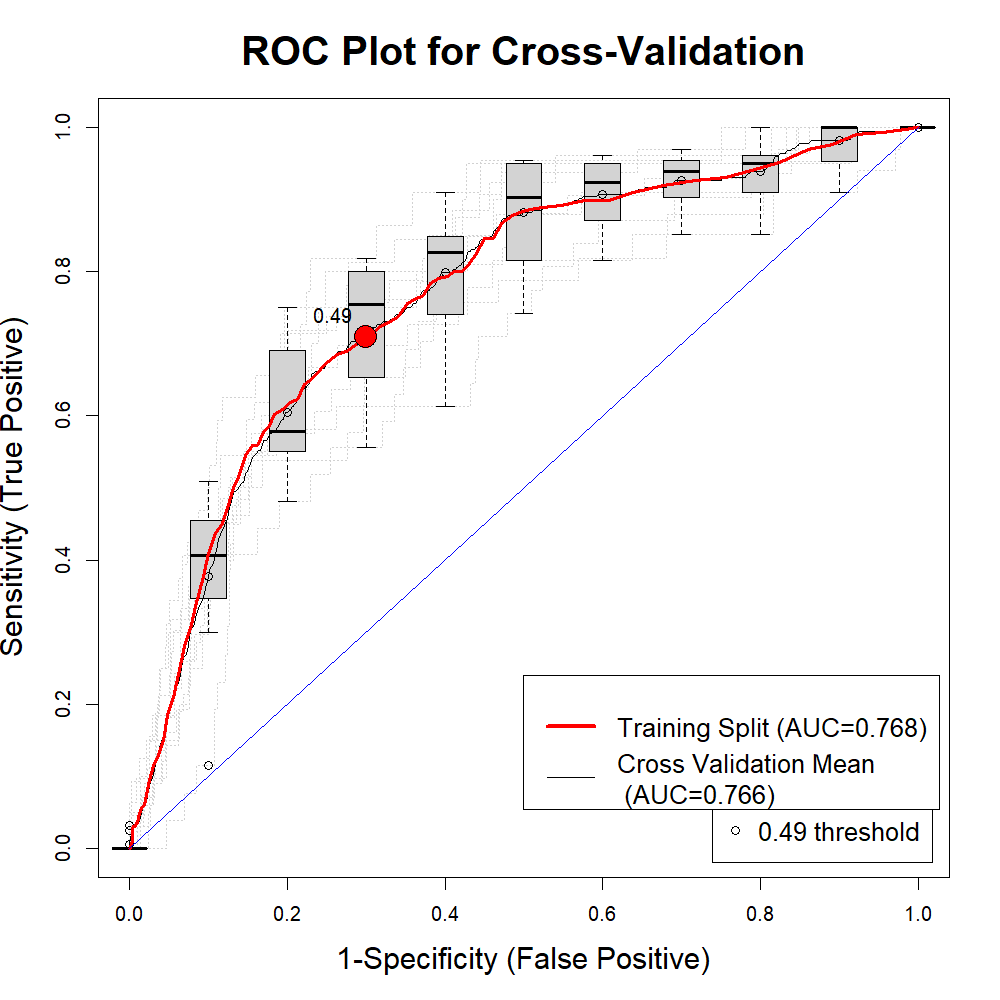 ROC Plot for Cross-Validation
Sensitivity (True Positive)
1.0
0.8
0.6
0.4
0.2
0.0
0.49
Training Split (AUC=0.768)
Cross Validation Mean
(AUC=0.766)
0.49 threshold
0.0 0.2 0.4 0.6 0.8 1.0
1-Specificity (False Positive)